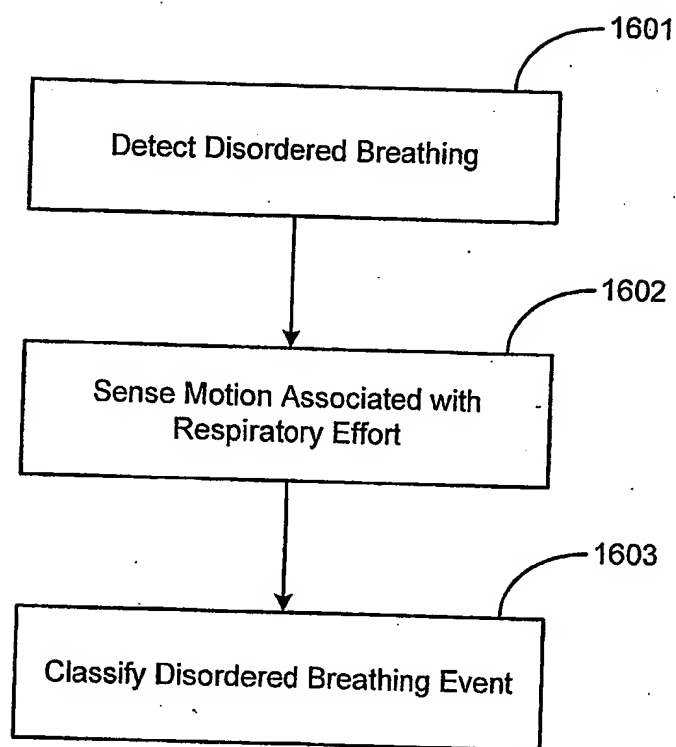 1601
Detect Disordered Breathing
1602
Sense Motion Associated with
Respiratory Effort
1603
Classify Disordered Breathing Event